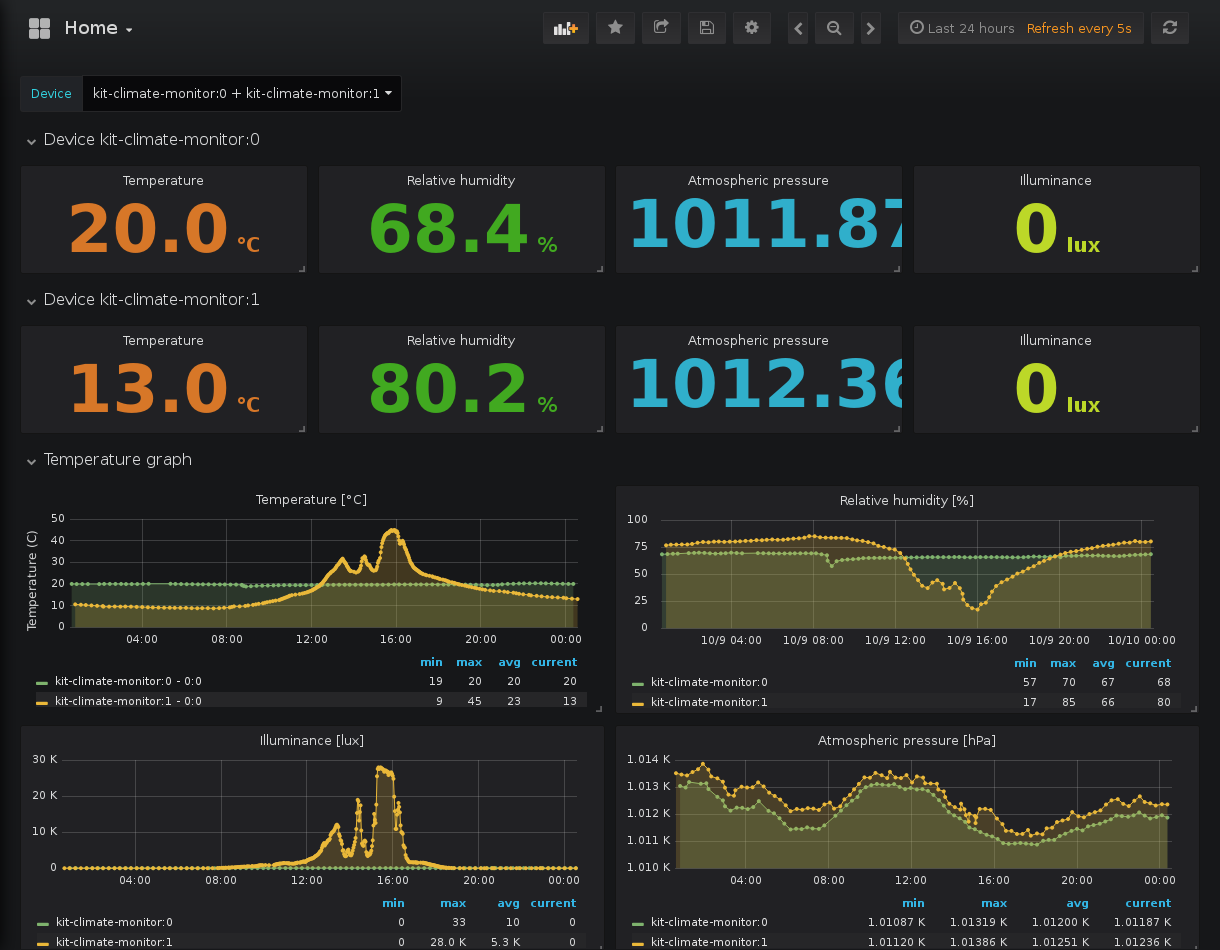 Home
Last 24 hours Refresh every 5s
Device kit-climate-monitor:0 + kit-climate-monitor:1
Device kit-climate-monitor:0
Temperature Relative humidity Atmospheric pressure Illuminance
20.0 °C 68.4 % 1011.87 0 lux
Device kit-climate-monitor:1
Temperature Relative humidity Atmospheric pressure Illuminance
13.0 °C 80.2 % 1012.36 0 lux
Temperature graph
Temperature [°C]
Temperature (C)
50
40
30
20
10
0
04:00 08:00 12:00 16:00 20:00 00:00
min max avg current
kit-climate-monitor:0 - 0:0 19 20 20 20
kit-climate-monitor:1 - 0:0 9 45 23 13
Relative humidity [%]
100
75
50
25
0
10/9 04:00 10/9 08:00 10/9 12:00 10/9 16:00 10/9 20:00 10/10 00:00
min max avg current
kit-climate-monitor:0 57 70 67 68
kit-climate-monitor:1 17 85 66 80
Illuminance [lux]
30 K
20 K
10 K
0
04:00 08:00 12:00 16:00 20:00 00:00
min max avg current
kit-climate-monitor:0 0 33 10 0
kit-climate-monitor:1 0 28.0 K 5.3 K 0
Atmospheric pressure [hPa]
1.014 K
1.013 K
1.012 K
1.011 K
1.010 K
04:00 08:00 12:00 16:00 20:00 00:00
min max avg current
kit-climate-monitor:0 1.01087 K 1.01319 K 1.01200 K 1.01187 K
kit-climate-monitor:1 1.01120 K 1.01386 K 1.01251 K 1.01236 K